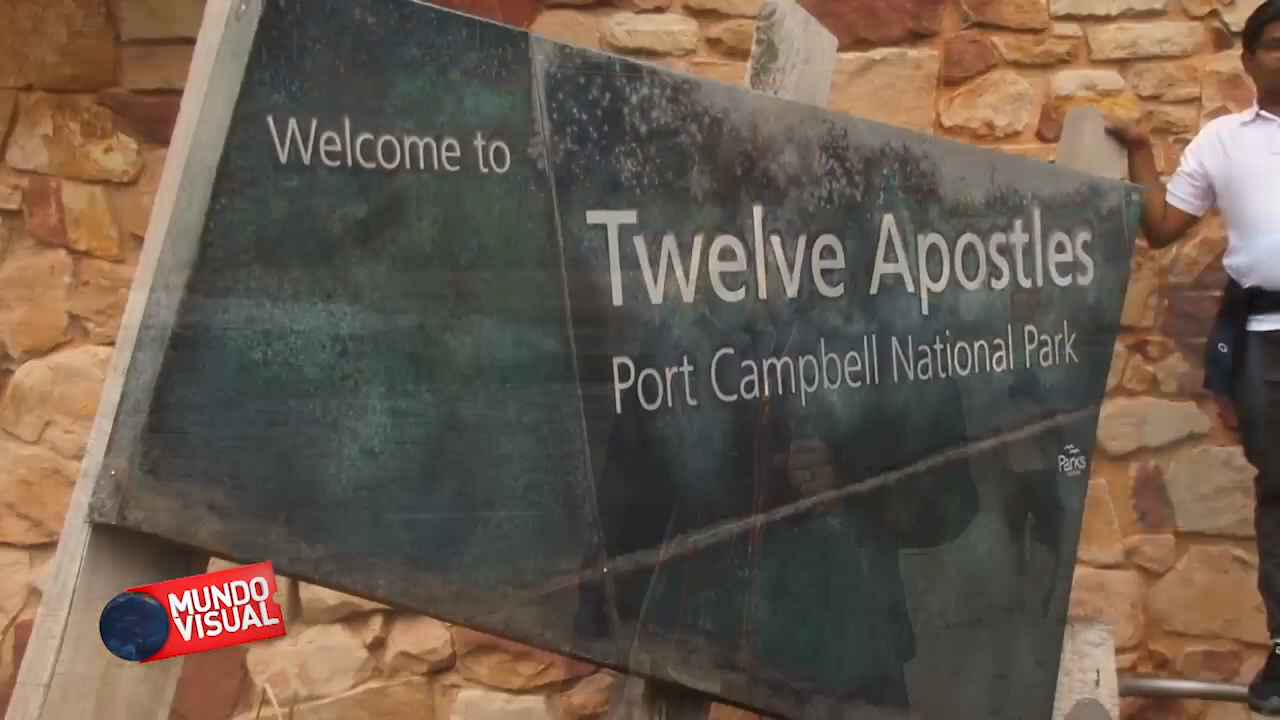 Welcome to
Twelve Apostles
Port Campbell National Park
Parks
MUNDO
VISUAL